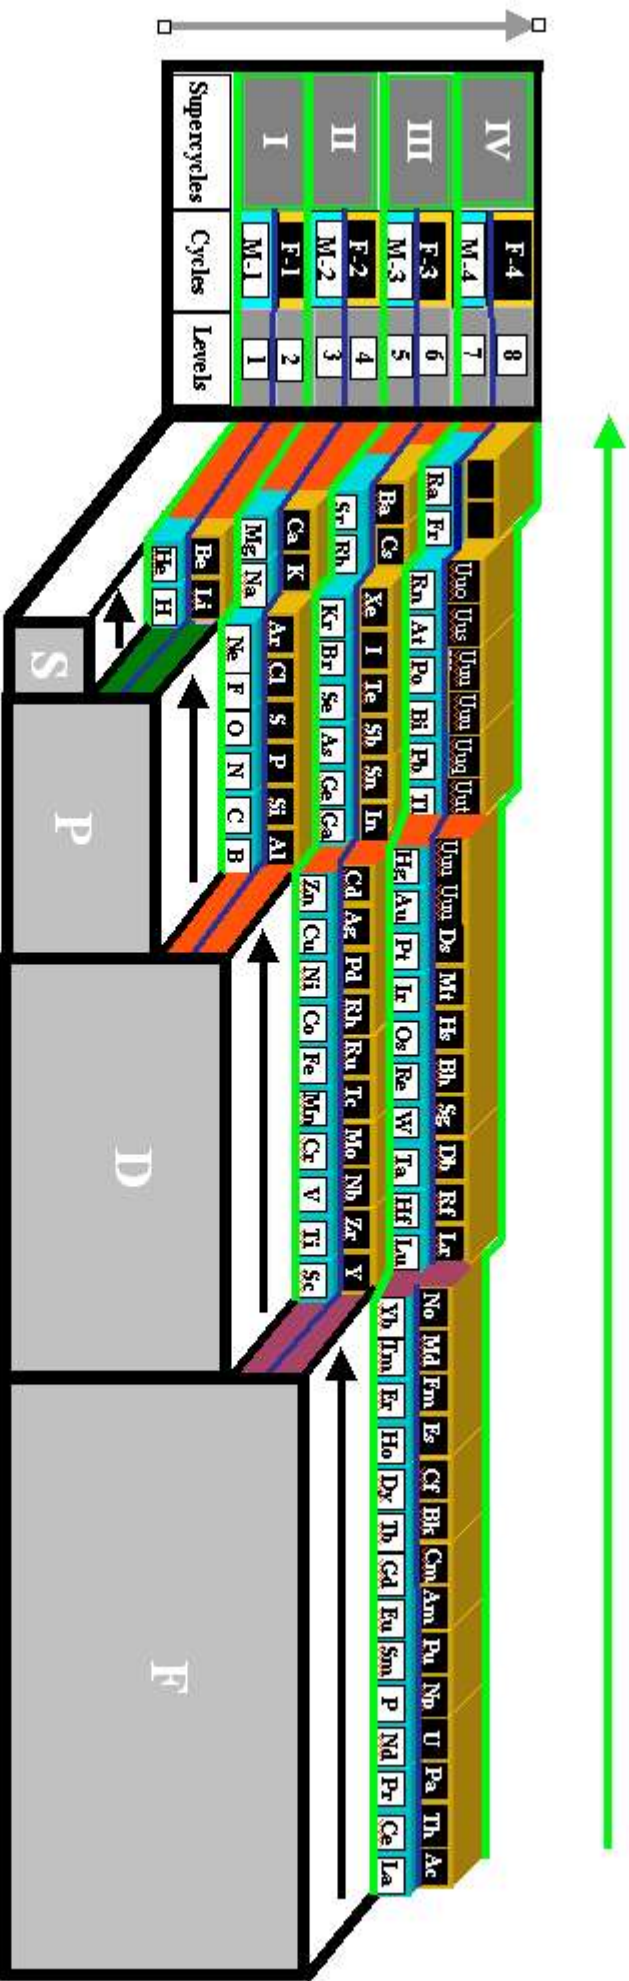 IV F-4 8
Uuo Uus Uuu Uuu Uuq Uut Uuu Uuu Ds Mt Hs Bh Sg Db Rf Lr No Md Fm Es Cf Bk Cm Am Pu Np U Pa Th Ac
M-4 7
Ra Fr Rn At Po Bi Pb Tl Hg Au Pt Ir Os Re W Ta Hf Lu Yb Tm Er Ho Dy Tb Gd Eu Sm P Nd Pr Ce La
III F-3 6
Ba Cs Xe I Te Sb Sn In Cd Ag Pd Rh Ru Tc Mo Nb Zr Y
M-3 5
Sr Rb Kr Br Se As Ge Ga Zn Cu Ni Co Fe Mn Cr V Ti Sc
II F-2 4
Ca K Ar Cl S P Si Al
M-2 3
Mg Na Ne F O N C B
I F-1 2
Be Li
M-1 1
He H
Supercycles Cycles Levels
S P D F